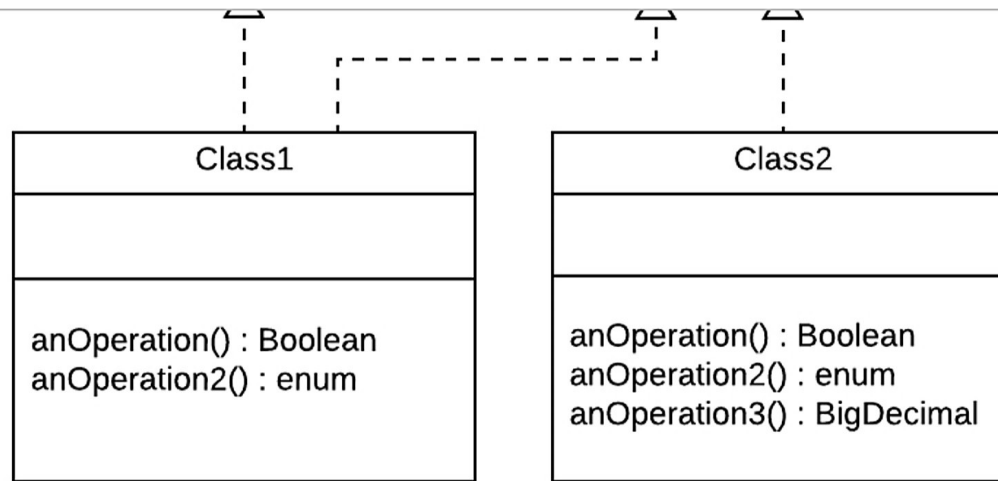 Class1
anOperation() : Boolean
anOperation2() : enum
Class2
anOperation() : Boolean
anOperation2() : enum
anOperation3() : BigDecimal